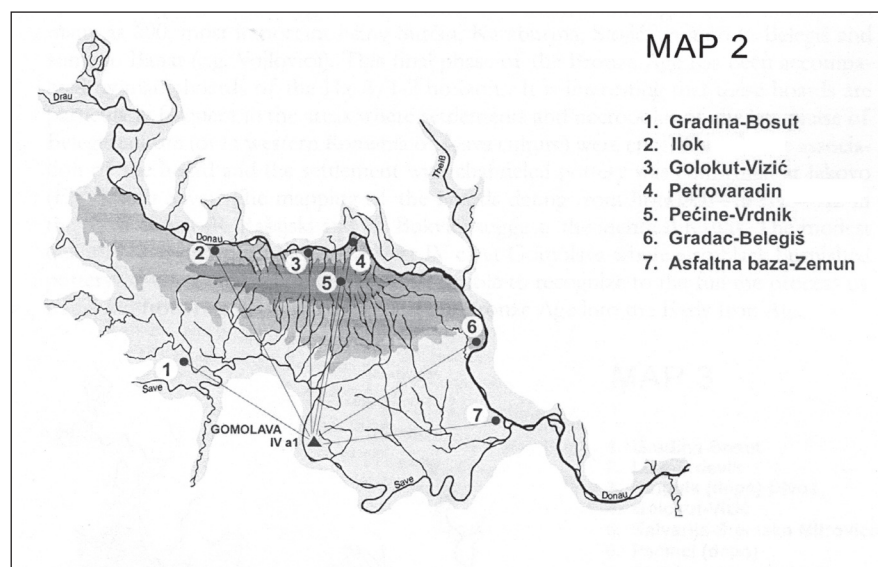 MAP 2
1. Gradina-Bosut
2. Ilok
3. Golokut-Vizić
4. Petrovaradin
5. Pećine-Vrdnik
6. Gradac-Belegiš
7. Asfaltna baza-Zemun
Drau
Theiß
Donau
2
3
4
5
6
1
Save
GOMOLAVA
IV a1
7
Save
Donau